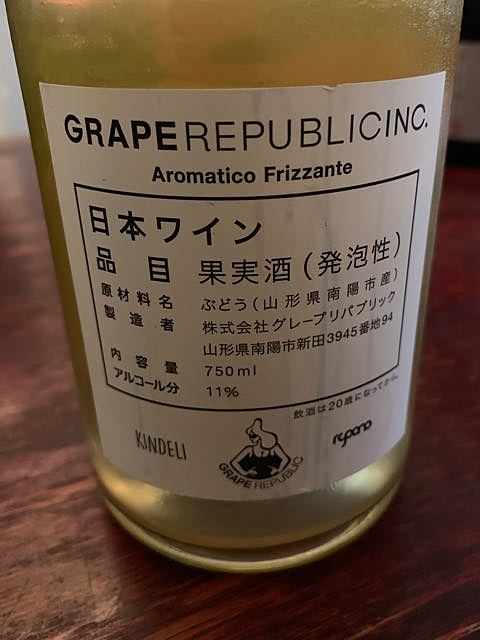 GRAPEREPUBLICINC.
Aromatico Frizzante
日本ワイン
品目 果実酒(発泡性)
原材料名 ぶどう(山形県南陽市産)
製造者 株式会社グレープリパブリック
山形県南陽市新田3945番地94
内容量 750ml
アルコール分 11%
飲酒は20歳になってから。
KiNDELI
GRAPE REPUBLIC